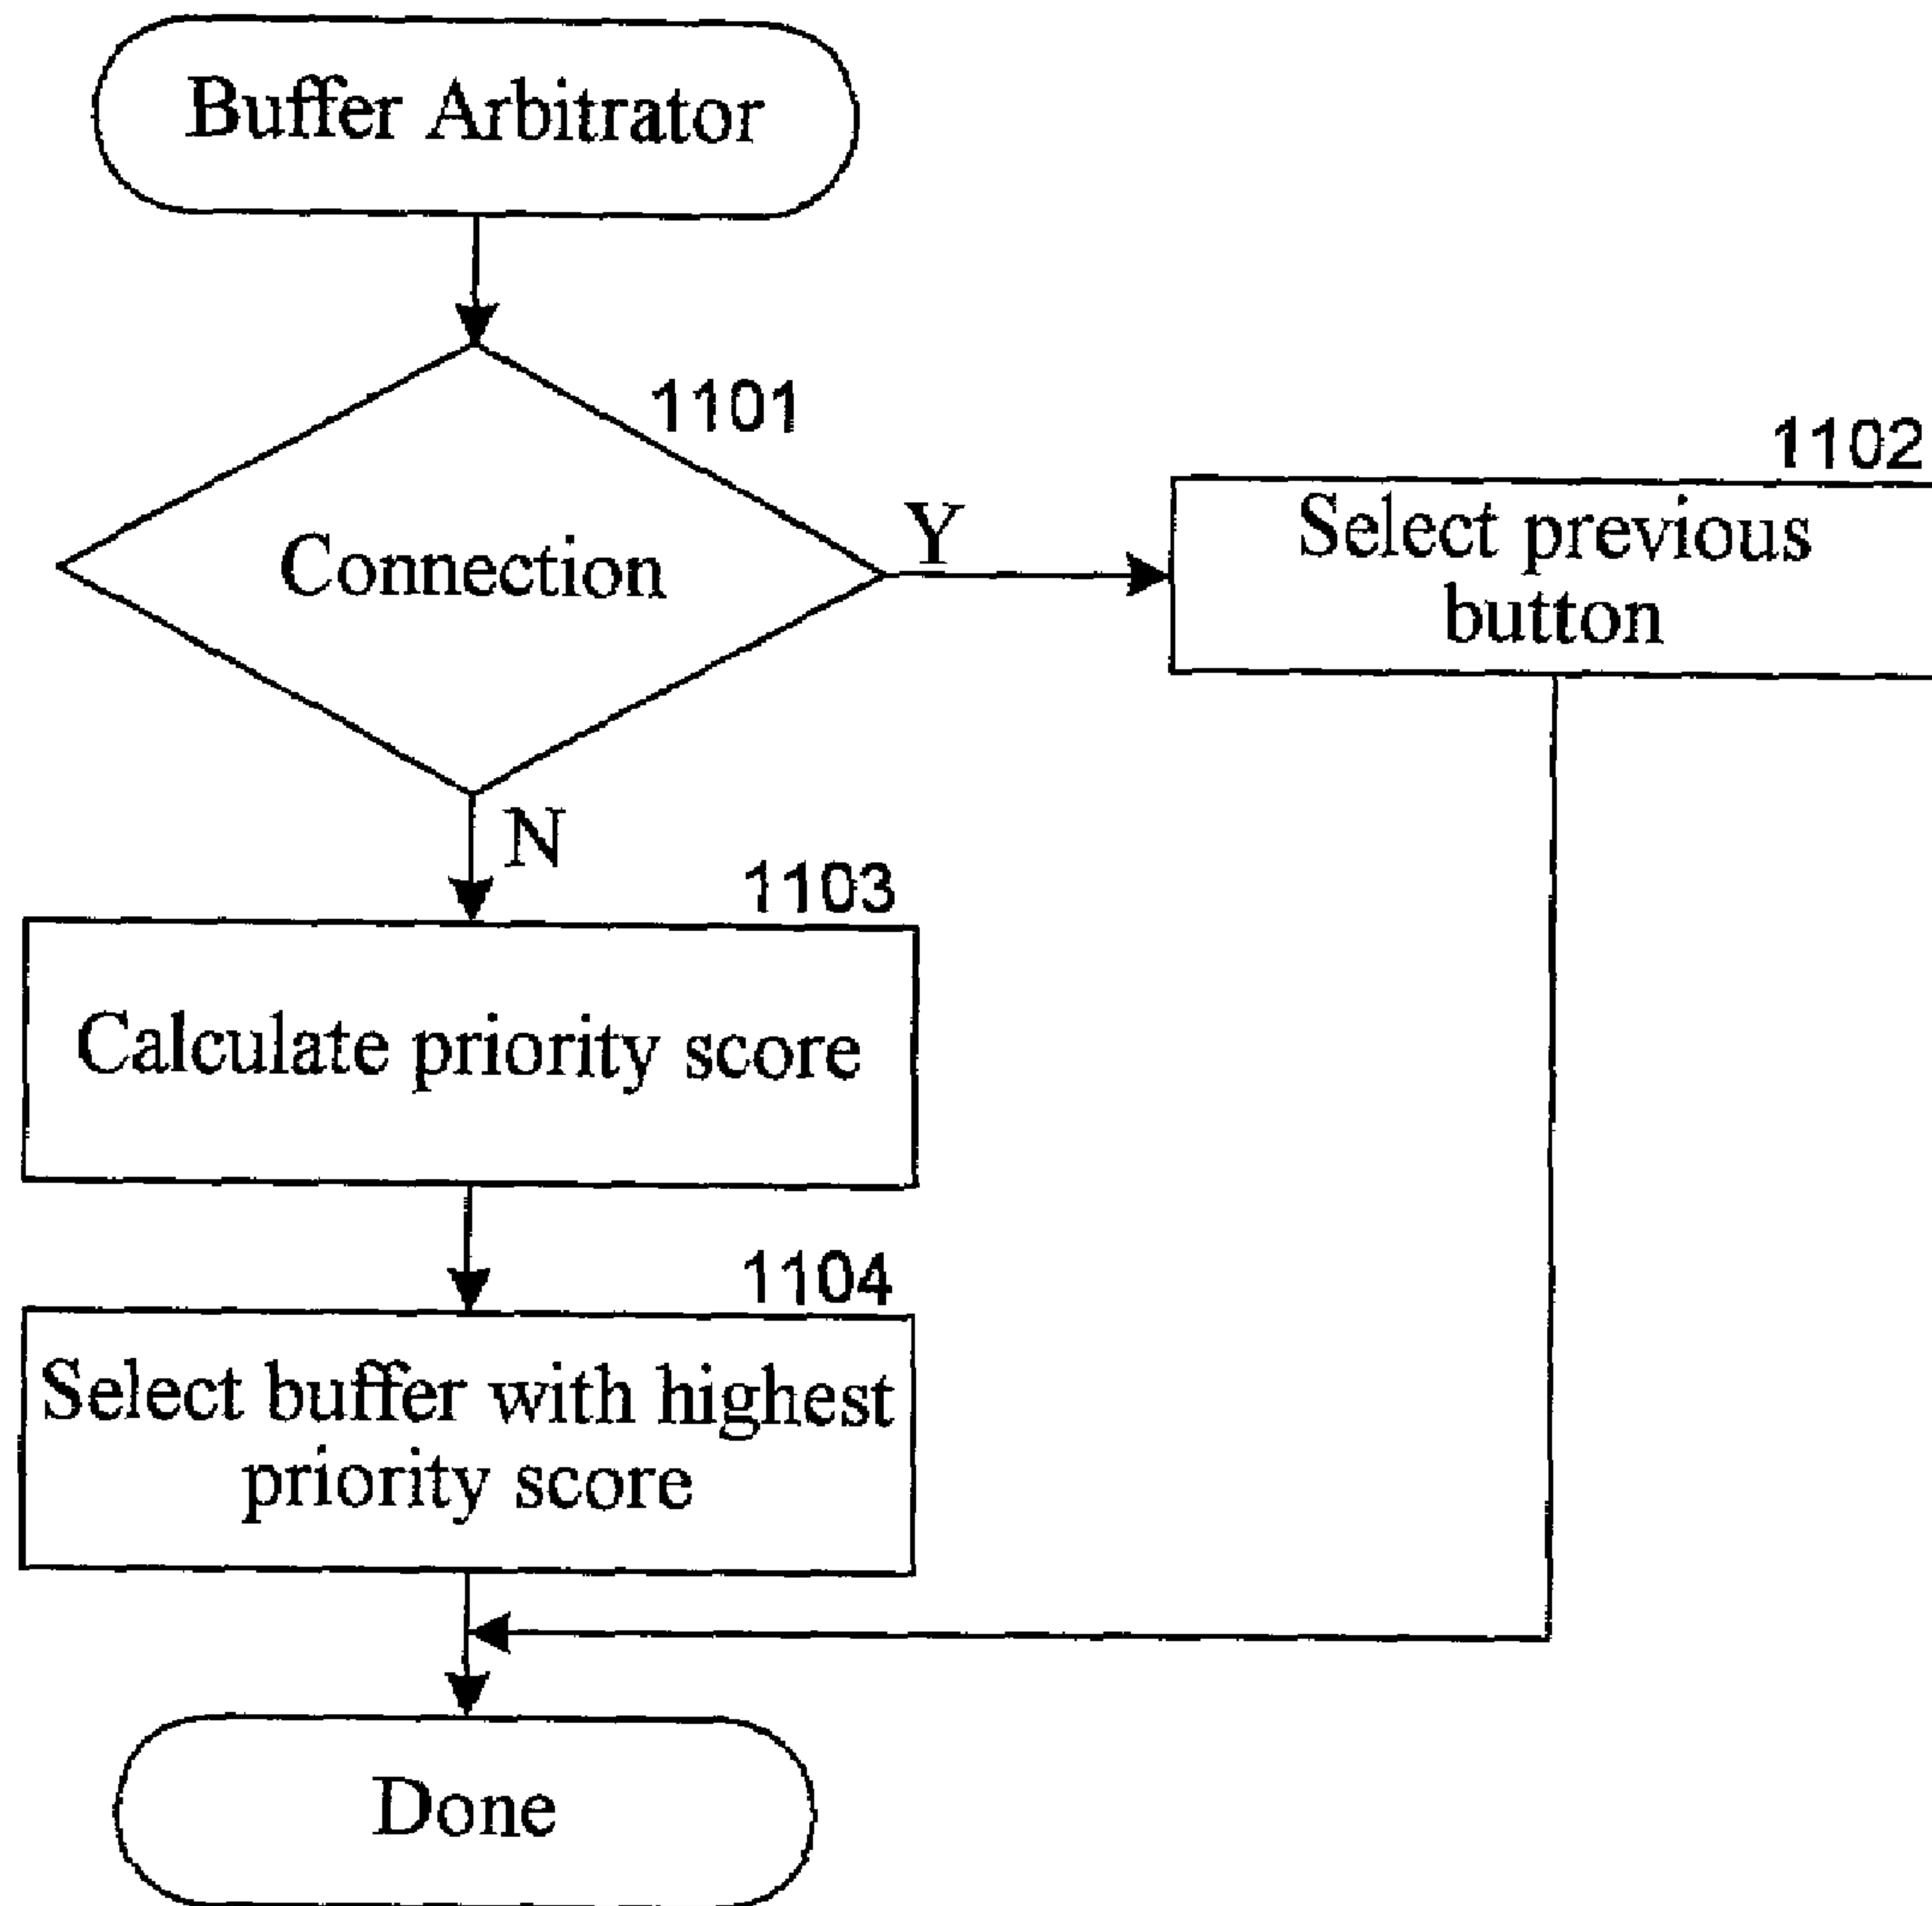 Buffer Arbitrator
1101
Connection
Y
1102
Select previous
button
N
1103
Calculate priority score
1104
Select buffer with highest
priority score
Done